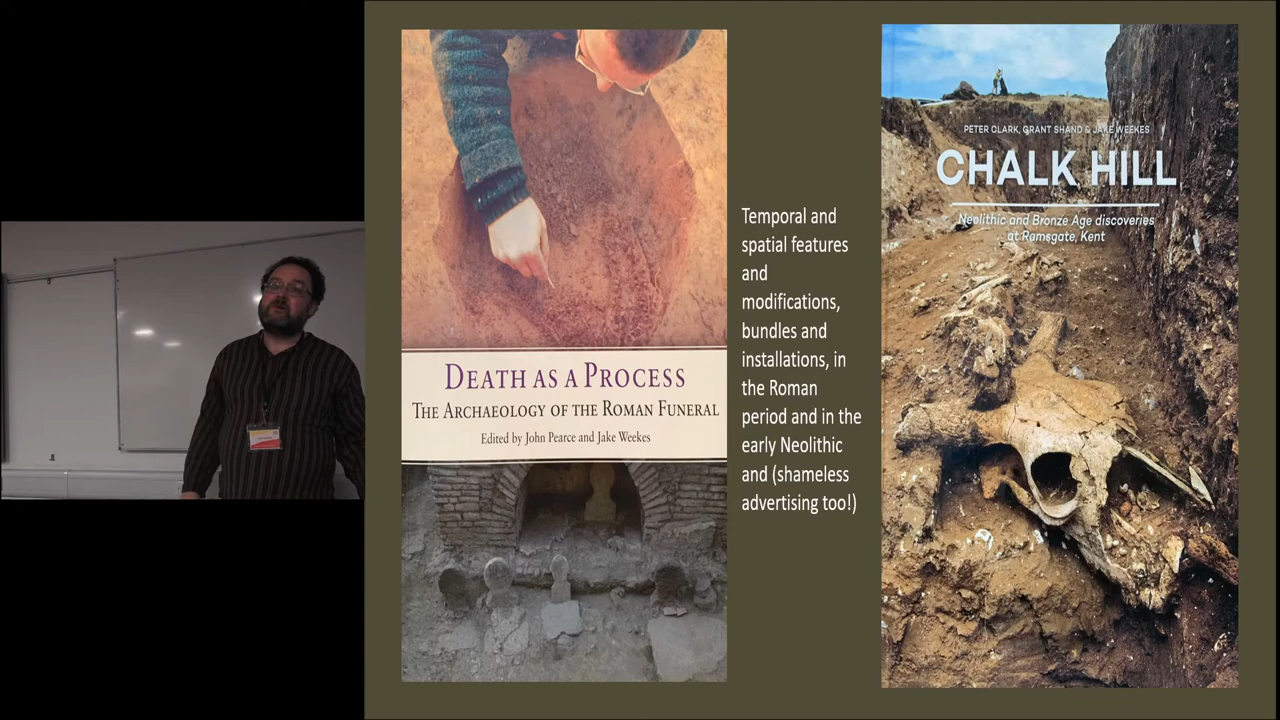 DEATH AS A PROCESS
THE ARCHAEOLOGY OF THE ROMAN FUNERAL
Edited by John Pearce and Jake Weekes
Temporal and
spatial features
and
modifications,
bundles and
installations, in
the Roman
period and in the
early Neolithic
and (shameless
advertising too!)
PETER CLARK, GRANT SHAND & JAKE WEEKES
CHALK HILL
Neolithic and Bronze Age discoveries
at Ramsgate, Kent